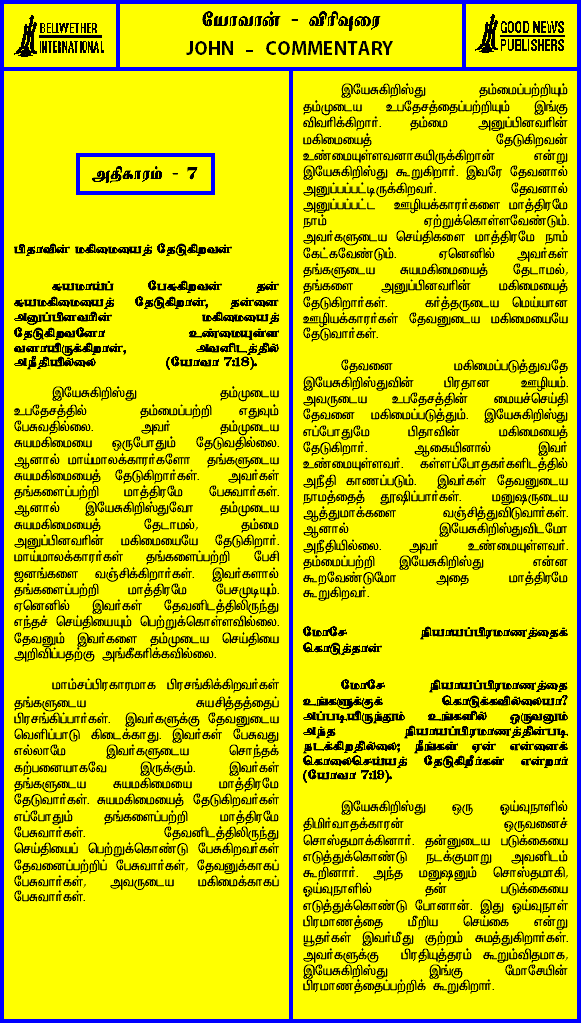 BELWETHER
INTERNATIONAL
யோவான் - விரிவுரை
JOHN - COMMENTARY
GOOD NEWS
PUBLISHERS
அதிகாரம் - 7
பிதாவின் மகிமையைத் தேடுகிறவன்
சுயமாய்ப் பேசுகிறவன் தன்
சுயமகிமையைத் தேடுகிறான், தன்னை
அனுப்பினவரின் மகிமையைத்
தேடுகிறவனோ உண்மையுள்ள
வனாயிருக்கிறான், அவனிடத்தில்
அநீதியில்லை (யோவா 7:18).
இயேசுகிறிஸ்து தம்முடைய
உபதேசத்தில் தம்மைப்பற்றி எதுவும்
பேசுவதில்லை. அவர் தம்முடைய
சுயமகிமையை ஒருபோதும் தேடுவதில்லை.
ஆனால் மாய்மாலக்காரர்களோ தங்களுடைய
சுயமகிமையைத் தேடுகிறார்கள். அவர்கள்
தங்களைப்பற்றி மாத்திரமே பேசுவார்கள்.
ஆனால் இயேசுகிறிஸ்துவோ தம்முடைய
சுயமகிமையைத் தேடாமல், தம்மை
அனுப்பினவரின் மகிமையையே தேடுகிறார்.
மாய்மாலக்காரர்கள் தங்களைப்பற்றி பேசி
ஜனங்களை வஞ்சிக்கிறார்கள். இவர்களால்
தங்களைப்பற்றி மாத்திரமே பேசமுடியும்.
ஏனெனில் இவர்கள் தேவனிடத்திலிருந்து
எந்தச் செய்தியையும் பெற்றுக்கொள்ளவில்லை.
தேவனும் இவர்களை தம்முடைய செய்தியை
அறிவிப்பதற்கு அங்கீகரிக்கவில்லை.
மாம்சப்பிரகாரமாக பிரசங்கிக்கிறவர்கள்
தங்களுடைய சுயசித்தத்தைப்
பிரசங்கிப்பார்கள். இவர்களுக்கு தேவனுடைய
வெளிப்பாடு கிடைக்காது. இவர்கள் பேசுவது
எல்லாமே இவர்களுடைய சொந்தக்
கற்பனையாகவே இருக்கும். இவர்கள்
தங்களுடைய சுயமகிமையை மாத்திரமே
தேடுவார்கள். சுயமகிமையைத் தேடுகிறவர்கள்
எப்போதும் தங்களைப்பற்றி மாத்திரமே
பேசுவார்கள். தேவனிடத்திலிருந்து
செய்தியைப் பெற்றுக்கொண்டு பேசுகிறவர்கள்
தேவனைப்பற்றிப் பேசுவார்கள், தேவனுக்காகப்
பேசுவார்கள், அவருடைய மகிமைக்காகப்
பேசுவார்கள்.
இயேசுகிறிஸ்து தம்மைப்பற்றியும்
தம்முடைய உபதேசத்தைப்பற்றியும் இங்கு
விவரிக்கிறார். தம்மை அனுப்பினவரின்
மகிமையைத் தேடுகிறவன்
உண்மையுள்ளவனாகயிருக்கிறான் என்று
இயேசுகிறிஸ்து கூறுகிறார். இவரே தேவனால்
அனுப்பப்பட்டிருக்கிறவர். தேவனால்
அனுப்பப்பட்ட ஊழியக்காரர்களை மாத்திரமே
நாம் ஏற்றுக்கொள்ளவேண்டும்.
அவர்களுடைய செய்திகளை மாத்திரமே நாம்
கேட்கவேண்டும். ஏனெனில் அவர்கள்
தங்களுடைய சுயமகிமையைத் தேடாமல்,
தங்களை அனுப்பினவரின் மகிமையைத்
தேடுகிறார்கள். கர்த்தருடைய மெய்யான
ஊழியக்காரர்கள் தேவனுடைய மகிமையையே
தேடுவார்கள்.
தேவனை மகிமைப்படுத்துவதே
இயேசுகிறிஸ்துவின் பிரதான ஊழியம்.
அவருடைய உபதேசத்தின் மையச்செய்தி
தேவனை மகிமைப்படுத்தும். இயேசுகிறிஸ்து
எப்போதுமே பிதாவின் மகிமையைத்
தேடுகிறார். ஆகையினால் இவர்
உண்மையுள்ளவர். கள்ளப்போதகர்களிடத்தில்
அநீதி காணப்படும். இவர்கள் தேவனுடைய
நாமத்தைத் தூஷிப்பார்கள். மனுஷருடைய
ஆத்துமாக்களை வஞ்சித்துவிடுவார்கள்.
ஆனால் இயேசுகிறிஸ்துவிடமோ
அநீதியில்லை. அவர் உண்மையுள்ளவர்.
தம்மைப்பற்றி இயேசுகிறிஸ்து என்ன
கூறவேண்டுமோ அதை மாத்திரமே
கூறுகிறவர்.
மோசே நியாயப்பிரமாணத்தைக்
கொடுத்தான்
மோசே நியாயப்பிரமாணத்தை
உங்களுக்குக் கொடுக்கவில்லையா?
அப்படியிருந்தும் உங்களில் ஒருவனும்
அந்த நியாயப்பிரமாணத்தின்படி
நடக்கிறதில்லை; நீங்கள் ஏன் என்னைக்
கொலைசெய்யத் தேடுகிறீர்கள் என்றார்
(யோவா 7:19).
இயேசுகிறிஸ்து ஒரு ஓய்வுநாளில்
திமிர்வாதக்காரன் ஒருவனைச்
சொஸ்தமாக்கினார். தன்னுடைய படுக்கையை
எடுத்துக்கொண்டு நடக்குமாறு அவனிடம்
கூறினார். அந்த மனுஷனும் சொஸ்தமாகி,
ஓய்வுநாளில் தன் படுக்கையை
எடுத்துக்கொண்டு போனான். இது ஓய்வுநாள்
பிரமாணத்தை மீறிய செய்கை என்று
யூதர்கள் இவர்மீது குற்றம் சுமத்துகிறார்கள்.
அவர்களுக்கு பிரதியுத்தரம் கூறும்விதமாக,
இயேசுகிறிஸ்து இங்கு மோசேயின்
பிரமாணத்தைப்பற்றிக் கூறுகிறார்.